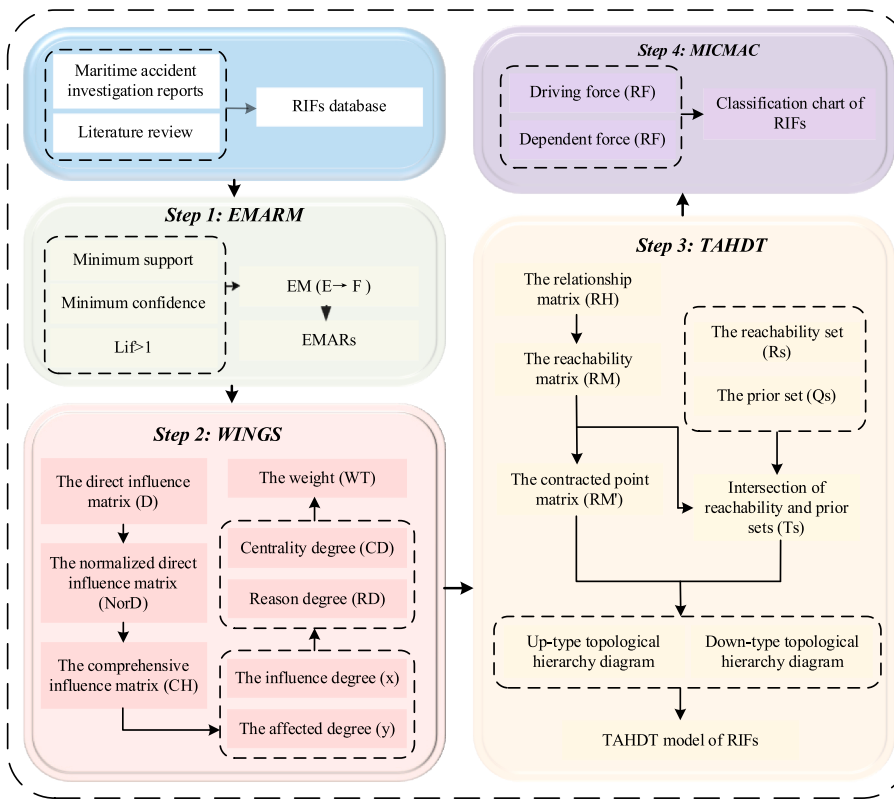 Maritime accident
investigation reports
Literature review
RIFs database
Step 1: EMARM
Minimum support
Minimum confidence
Lif>1
EM (E→ F )
EMARs
Step 2: WINGS
The direct influence
matrix (D)
The normalized direct
influence matrix
(NorD)
The comprehensive
influence matrix (CH)
The weight (WT)
Centrality degree (CD)
Reason degree (RD)
The influence degree (x)
The affected degree (y)
Step 4: MICMAC
Driving force (RF)
Dependent force (RF)
Classification chart of
RIFs
Step 3: TAHDT
The relationship
matrix (RH)
The reachability
matrix (RM)
The contracted point
matrix (RM')
The reachability set
(Rs)
The prior set (Qs)
Intersection of
reachability and prior
sets (Ts)
Up-type topological
hierarchy diagram
Down-type topological
hierarchy diagram
TAHDT model of RIFs